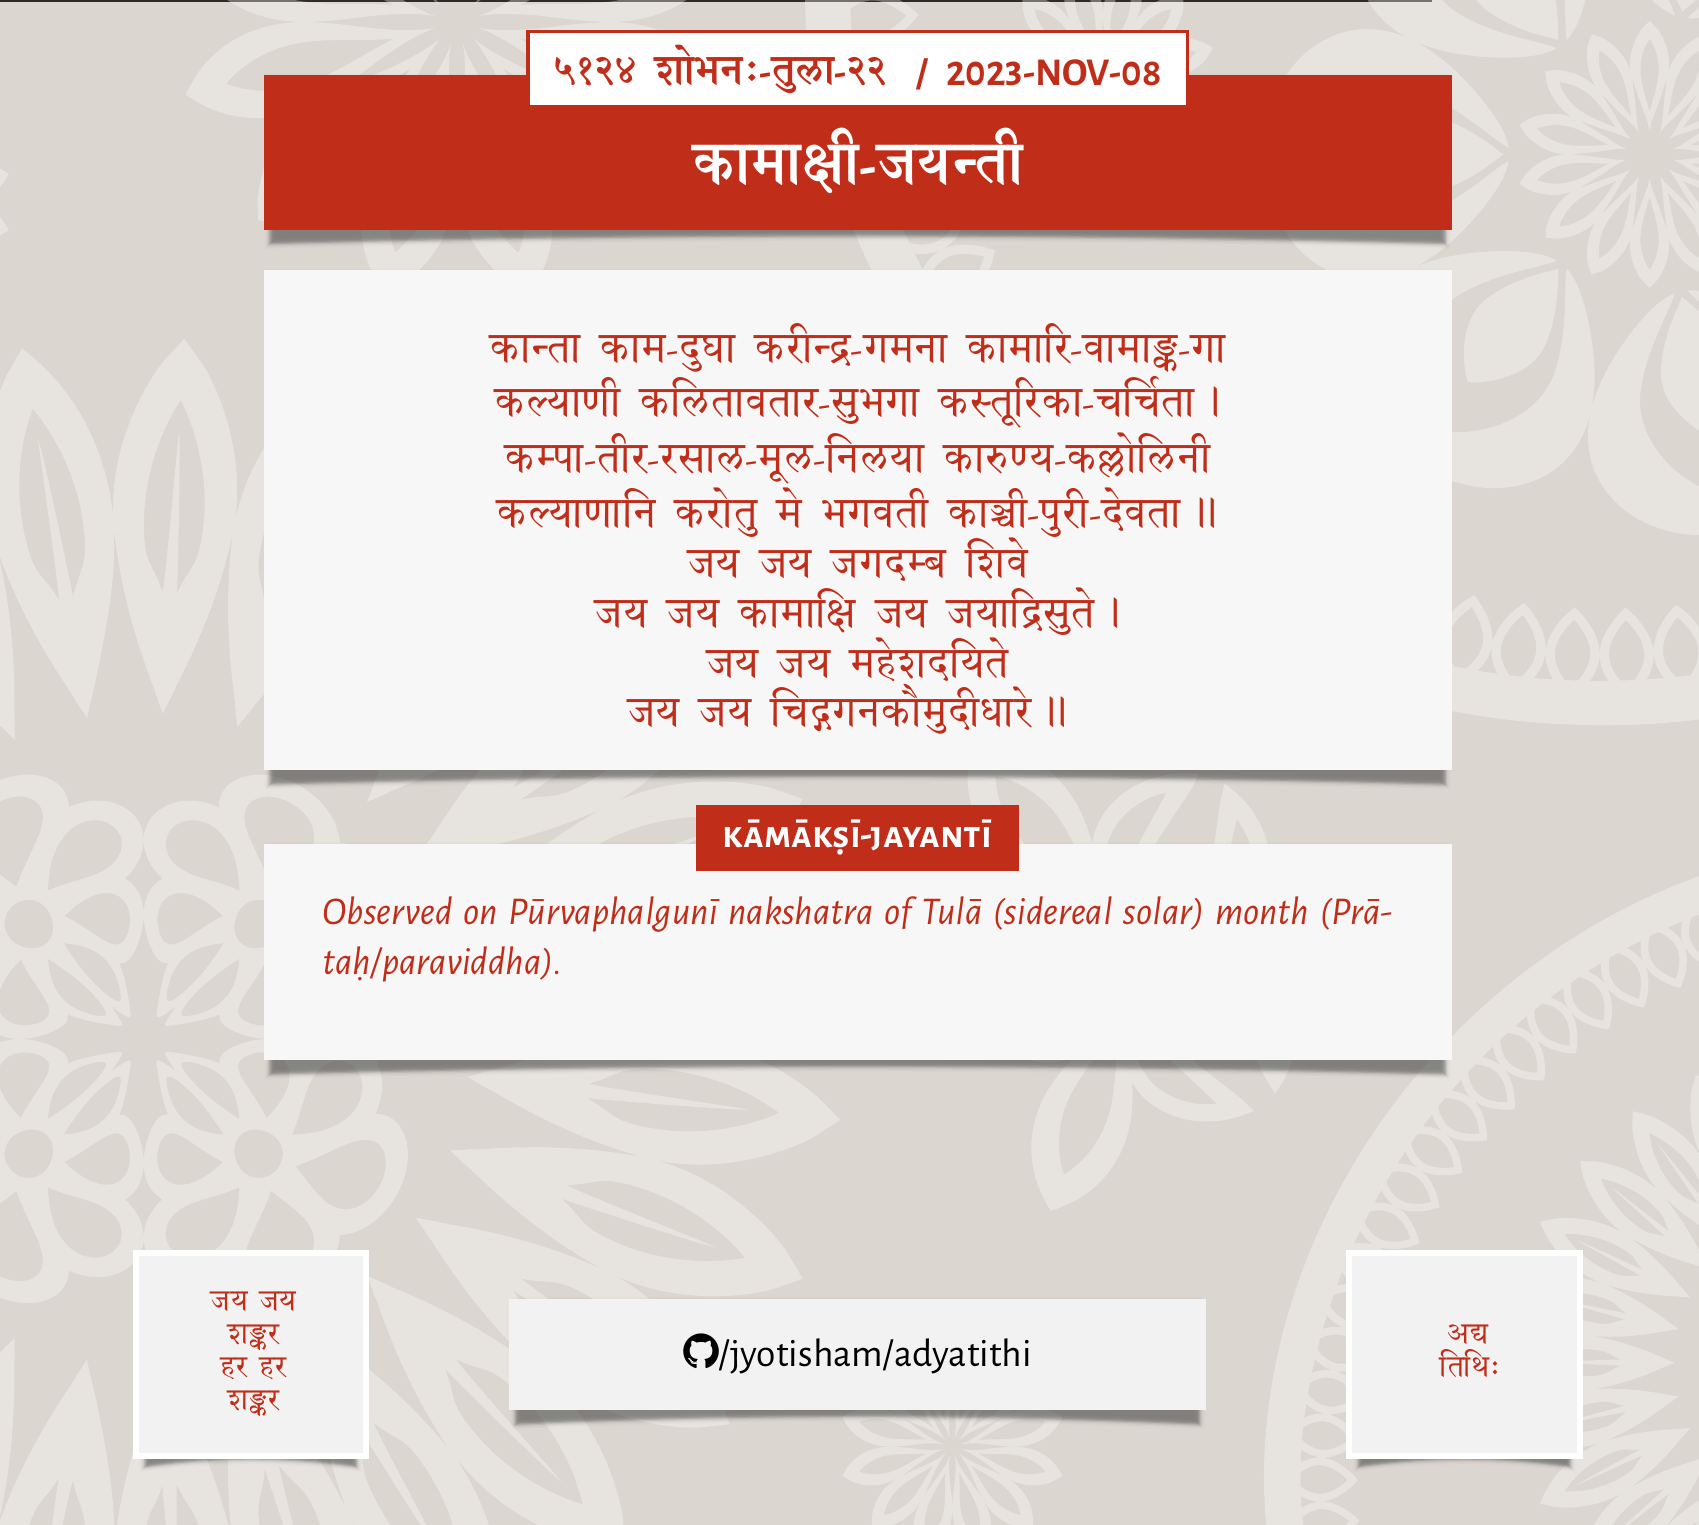 ५१२४ शोभनः-तुला-२२ / 2023-NOV-08
कामाक्षी-जयन्ती
कान्ता काम-दुघा करीन्द्र-गमना कामारि-वामाङ्क-गा
कल्याणी कलितावतार-सुभगा कस्तूरिका-चर्चिता ।
कम्पा-तीर-रसाल-मूल-निलया कारुण्य-कल्लोलिनी
कल्याणानि करोतु मे भगवती काञ्ची-पुरी-देवता ॥
जय जय जगदम्ब शिवे
जय जय कामाक्षि जय जयाद्रिसुते ।
जय जय महेशदयिते
जय जय चिद्गगनकौमुदीधारे ॥
KĀMĀKṢĪ-JAYANTĪ
Observed on Pūrvaphalgunī nakshatra of Tulā (sidereal solar) month (Prā-
taḥ/paraviddha).
जय जय
शङ्कर
हर हर
शङ्कर
/jyotisham/adyatithi
अद्य
तिथिः